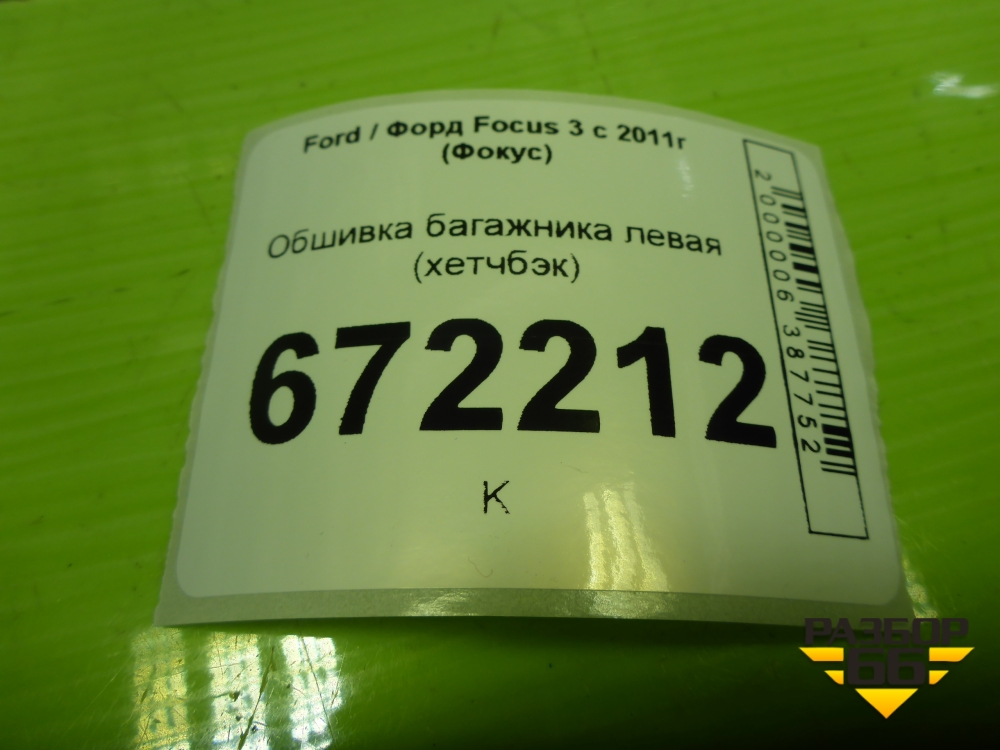 Ford / Форд Focus 3 с 2011г
(Фокус)
Обшивка багажника левая
(хетчбэк)
672212
К
2000006387752
РАЗБОР
66